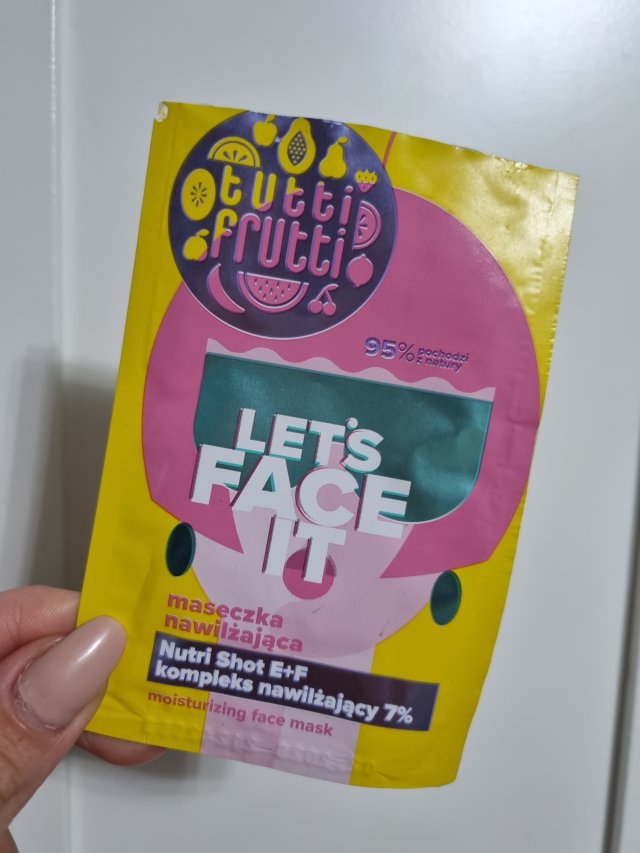 tutti
frutti
95% pochodzi
z natury
LET'S
FACE
IT
maseczka
nawilżająca
Nutri Shot E+F
kompleks nawilżający 7%
moisturizing face mask